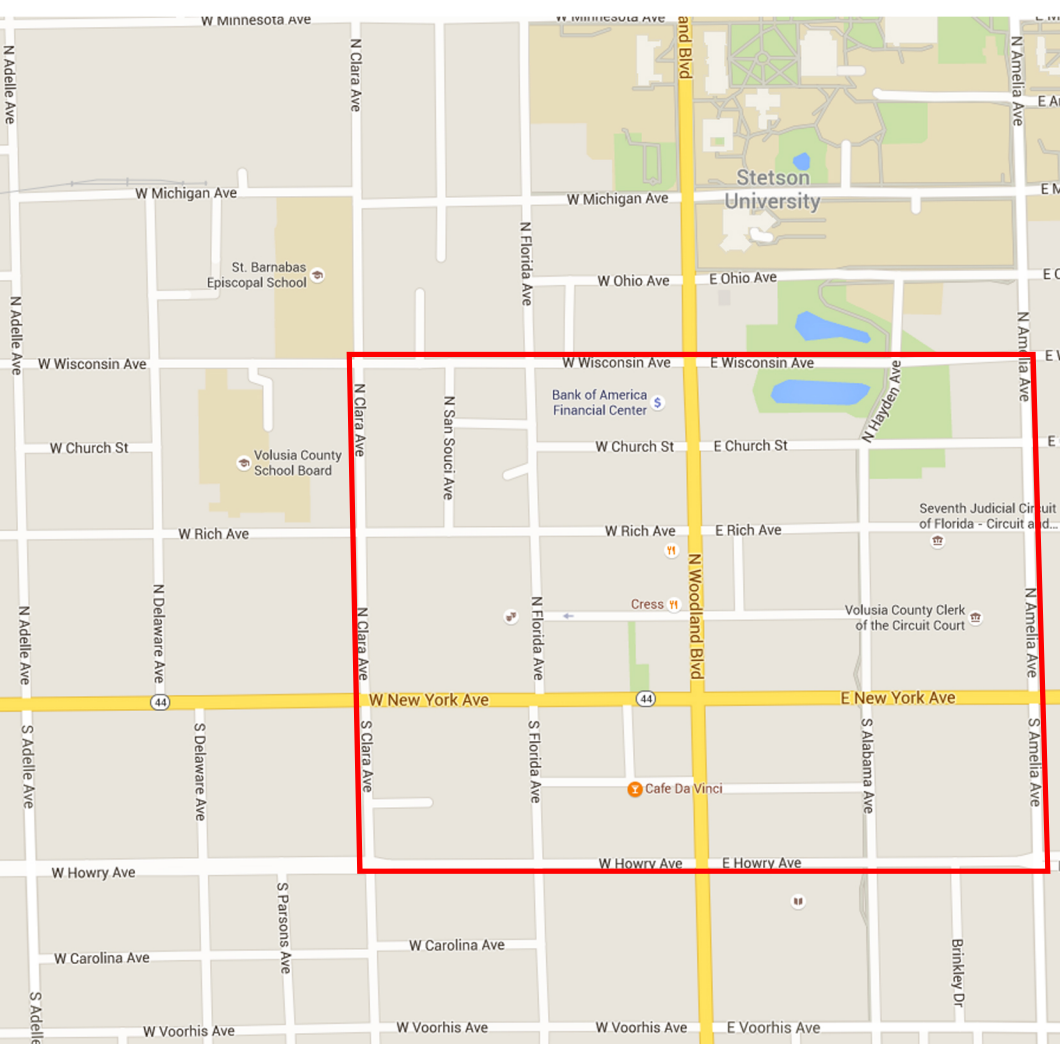 W Minnesota Ave
W Minnesota Ave
and Blvd
N Adelle Ave
N Clara Ave
N Amelia Ave
E A
W Michigan Ave
W Michigan Ave
E M
Stetson
University
St. Barnabas
Episcopal School
N Florida Ave
W Ohio Ave
E Ohio Ave
E O
N Adelle Ave
N Amelia Ave
W Wisconsin Ave
W Wisconsin Ave
E Wisconsin Ave
E W
Bank of America
Financial Center
$
N Clara Ave
N San Souci Ave
N Hayden Ave
W Church St
W Church St
E Church St
E
Volusia County
School Board
Seventh Judicial Circuit
of Florida - Circuit and...
W Rich Ave
W Rich Ave
E Rich Ave
N Woodland Blvd
N Adelle Ave
N Delaware Ave
N Clara Ave
N Florida Ave
Cress
Volusia County Clerk
of the Circuit Court
N Amelia Ave
44
W New York Ave
44
E New York Ave
S Adelle Ave
S Delaware Ave
S Clara Ave
S Florida Ave
S Alabama Ave
S Amelia Ave
Cafe Da Vinci
W Howry Ave
W Howry Ave
E Howry Ave
S Parsons Ave
W Carolina Ave
W Carolina Ave
Brinkley Dr
S Adelle
W Voorhis Ave
W Voorhis Ave
W Voorhis Ave
E Voorhis Ave